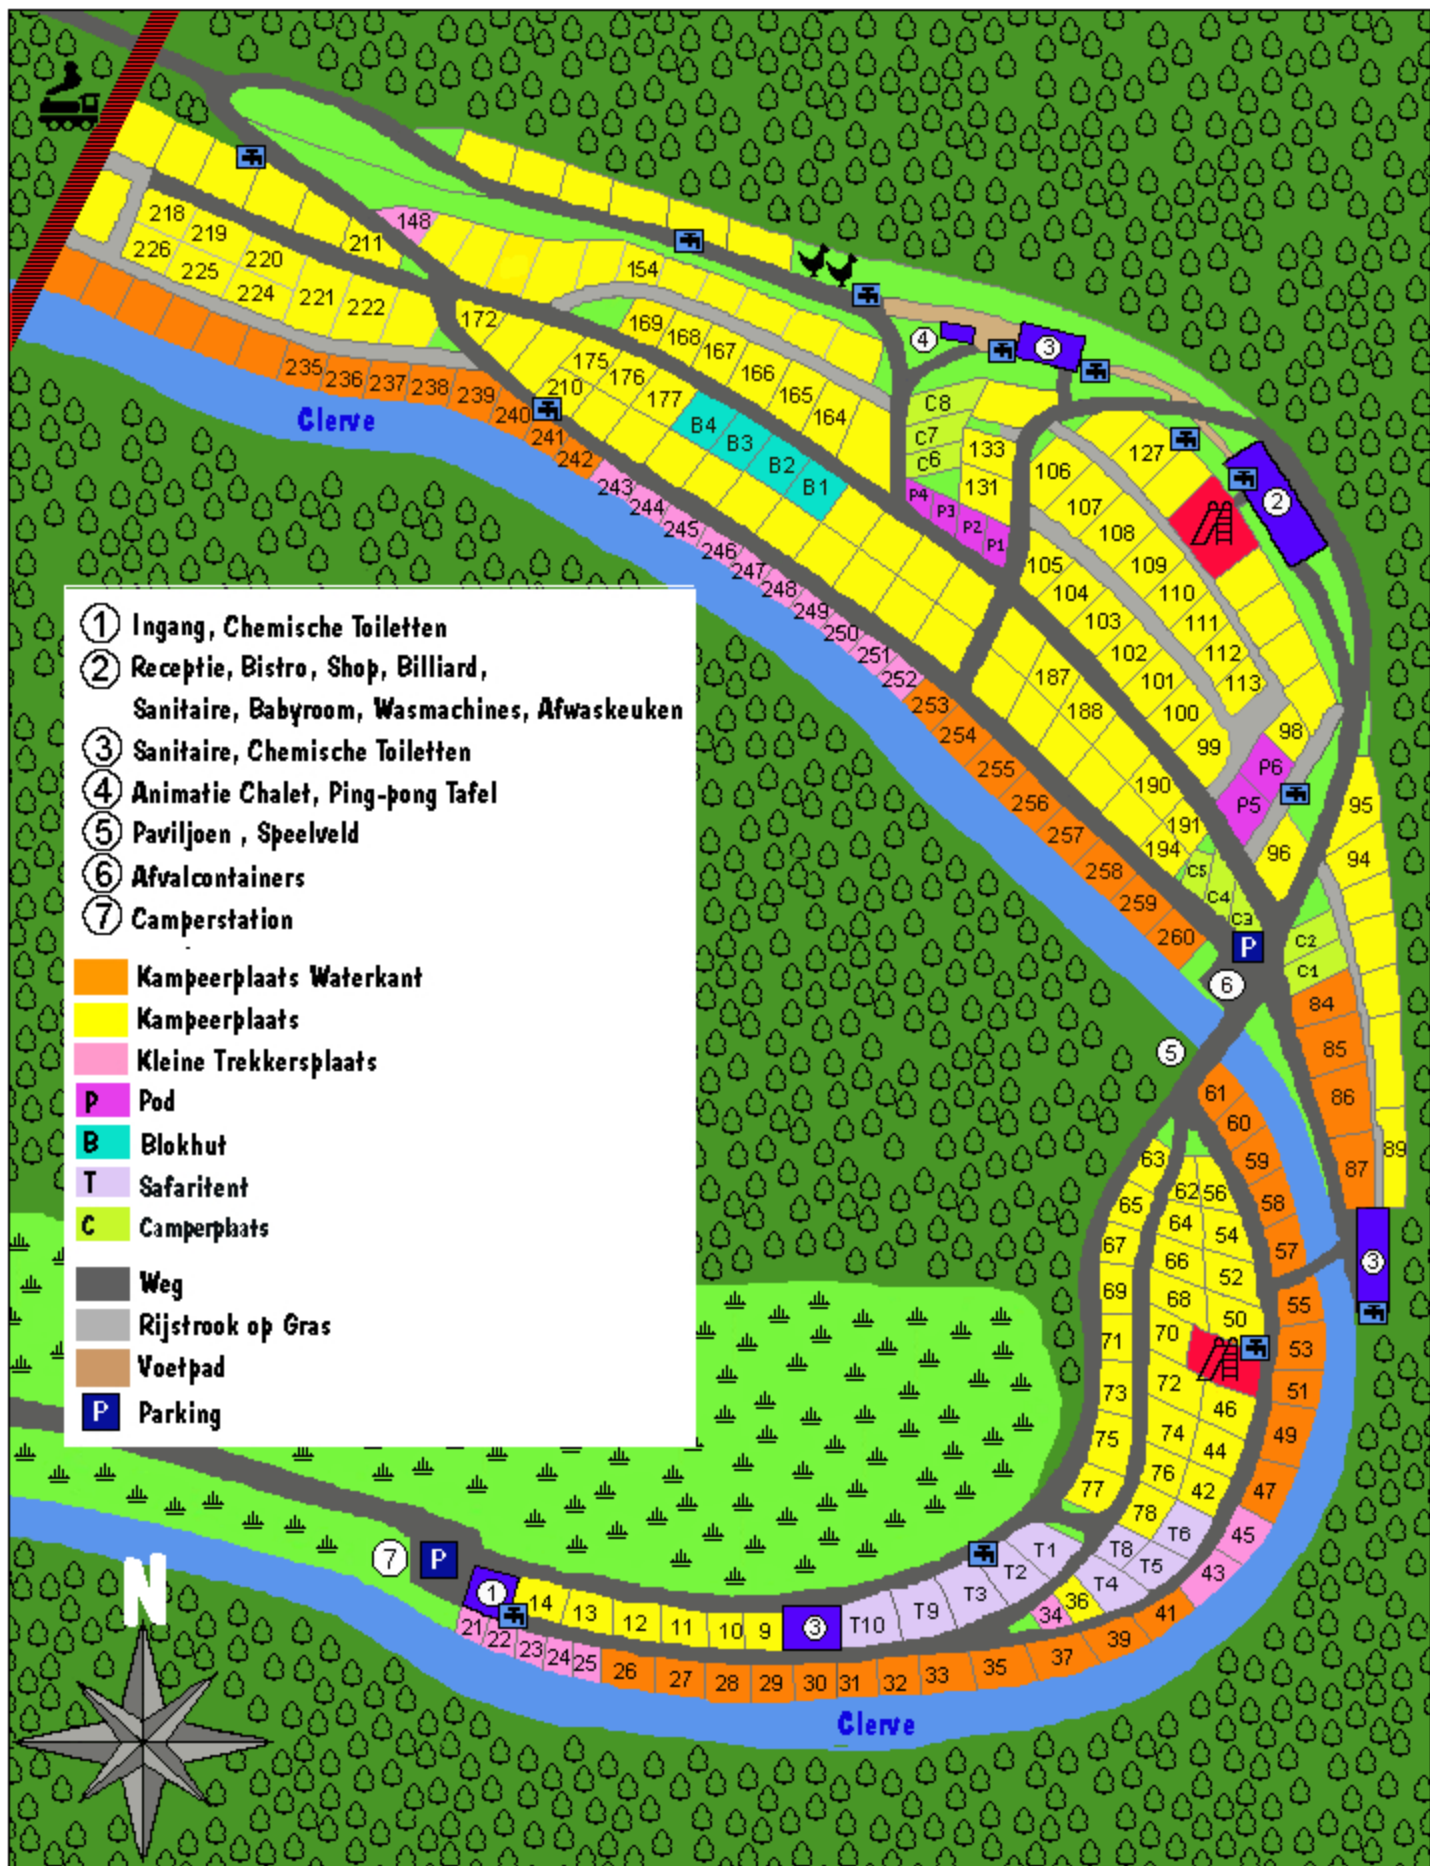 148
218
219
211
226
220
225
154
224
221
222
172
169
168
4
3
167
235
236
237
238
239
175
166
176
210
165
C8
240
Clerve
177
164
B4
241
B3
C7
133
127
106
242
B2
C6
243
B1
131
P4
2
244
P3
107
245
P2
108
246
P1
247
105
109
248
104
110
249
103
111
250
102
112
251
187
101
113
252
188
100
253
98
254
99
P6
255
190
P5
95
256
191
257
194
96
94
258
C5
259
C4
C3
260
P
C2
6
C1
84
5
85
61
86
60
63
59
87
89
62
56
65
58
64
54
67
57
66
52
3
69
68
55
50
70
71
53
72
51
73
46
74
49
75
44
76
47
77
42
78
T6
45
T1
T8
T2
T5
43
T3
T4
7
P
1
14
36
34
41
13
T9
12
11
10
9
3
T10
21
22
23
24
25
39
37
26
27
28
29
30
31
32
33
35
Clerve
1 Ingang, Chemische Toiletten
2 Receptie, Bistro, Shop, Billiard,
Sanitaire, Babyroom, Wasmachines, Afwaskeuken
3 Sanitaire, Chemische Toiletten
4 Animatie Chalet, Ping-pong Tafel
5 Paviljoen , Speelveld
6 Afvalcontainers
7 Camperstation
Kampeerplaats Waterkant
Kampeerplaats
Kleine Trekkersplaats
P Pod
B Blokhut
T Safaritent
C Camperplaats
Weg
Rijstrook op Gras
Voetpad
P Parking
N